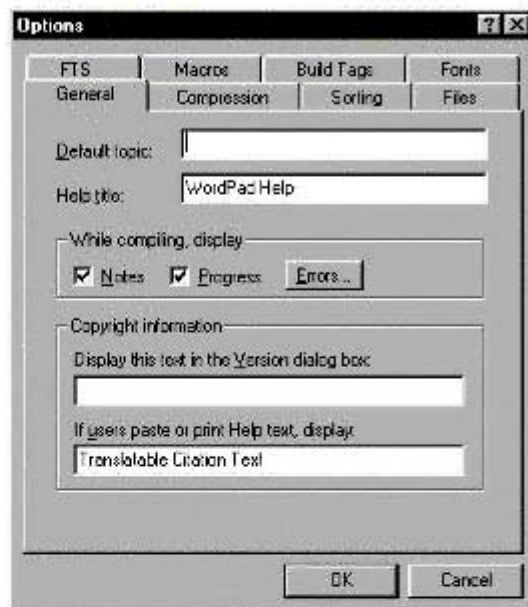 Options
FTS Macros Build Tags Fonts
General Compression Sorting Files
Default topic:
Help title: WordPad Help
While compiling, display
Notes Progress Errors...
Copyright information
Display this text in the Version dialog box:
If users paste or print Help text, display:
Translatable Citation Text
OK Cancel